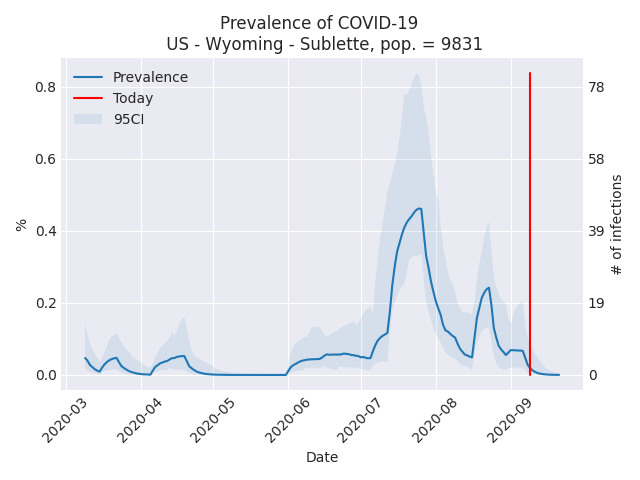 Prevalence of COVID-19
US - Wyoming - Sublette, pop. = 9831
Prevalence
Today
95CI
0.8
0.6
0.4
0.2
0.0
%
78
58
39
19
0
# of infections
2020-03
2020-04
2020-05
2020-06
2020-07
2020-08
2020-09
Date